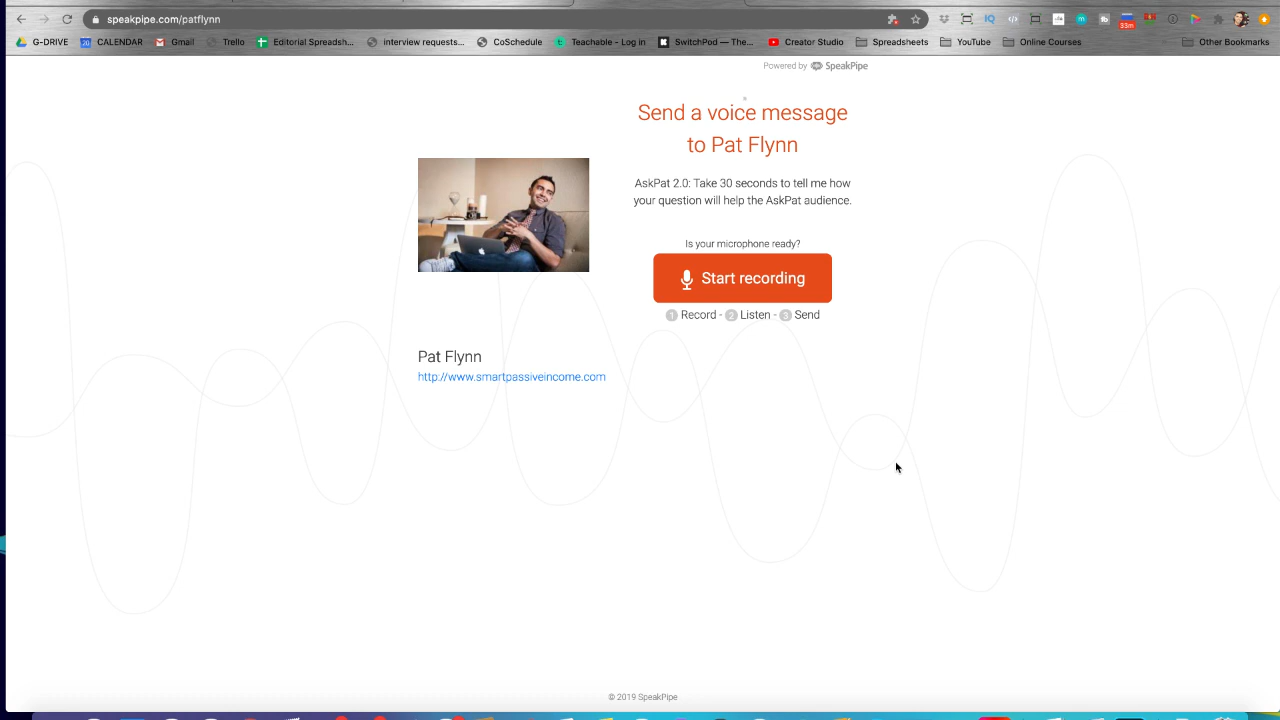 speakpipe.com/patflynn
33m
G-DRIVE
CALENDAR
Gmail
Trello
Editorial Spreadsh...
interview requests...
CoSchedule
Teachable - Log in
SwitchPod — The...
Creator Studio
Spreadsheets
YouTube
Online Courses
Other Bookmarks
Powered by SpeakPipe
Send a voice message
to Pat Flynn
AskPat 2.0: Take 30 seconds to tell me how
your question will help the AskPat audience.
Is your microphone ready?
Start recording
1 Record - 2 Listen - 3 Send
Pat Flynn
http://www.smartpassiveincome.com
© 2019 SpeakPipe